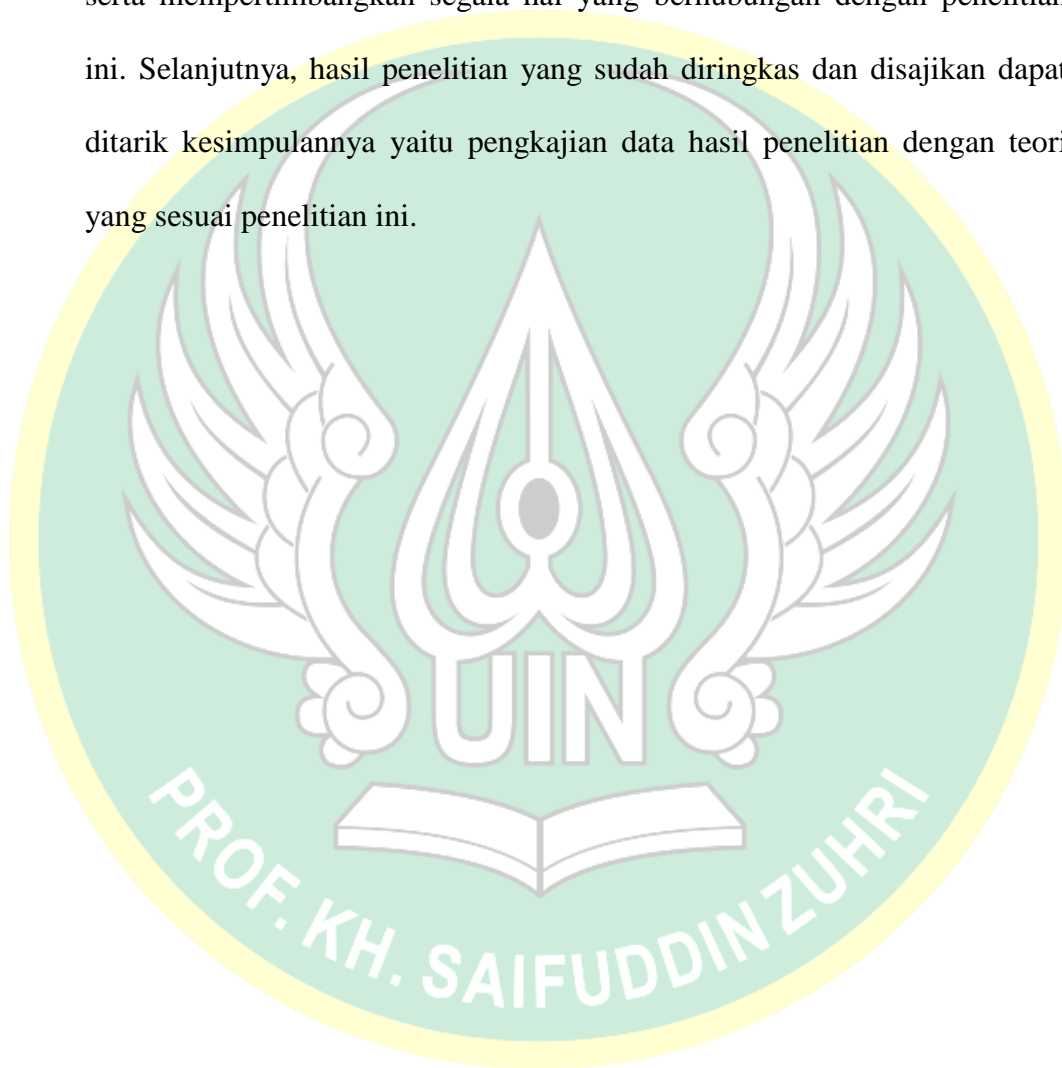 serta mempertimbangkan segala hal yang berhubungan dengan penelitian
ini. Selanjutnya, hasil penelitian yang sudah diringkas dan disajikan dapat
ditarik kesimpulannya yaitu pengkajian data hasil penelitian dengan teori
yang sesuai penelitian ini.
UIN
PROF. KH. SAIFUDDIN ZUHRI